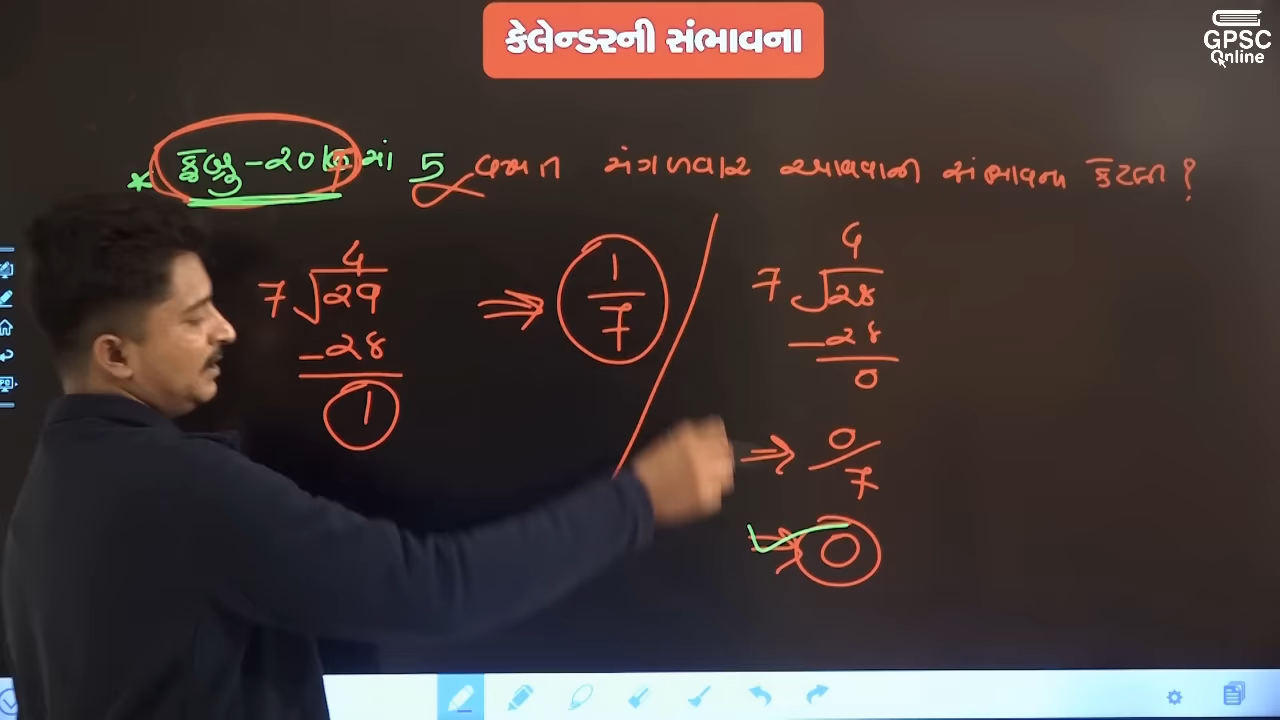 કેલેન્ડરની સંભાવના
GPSC
Online
* ફેબ્રુ - ૨૦ માં 5 વખત મંગળવાર આવવાની સંભાવના કેટલી ?
4
7 √29
-28
1
⇒ 1/7
4
7 √28
-28
0
⇒ 0/7
⇒ 0